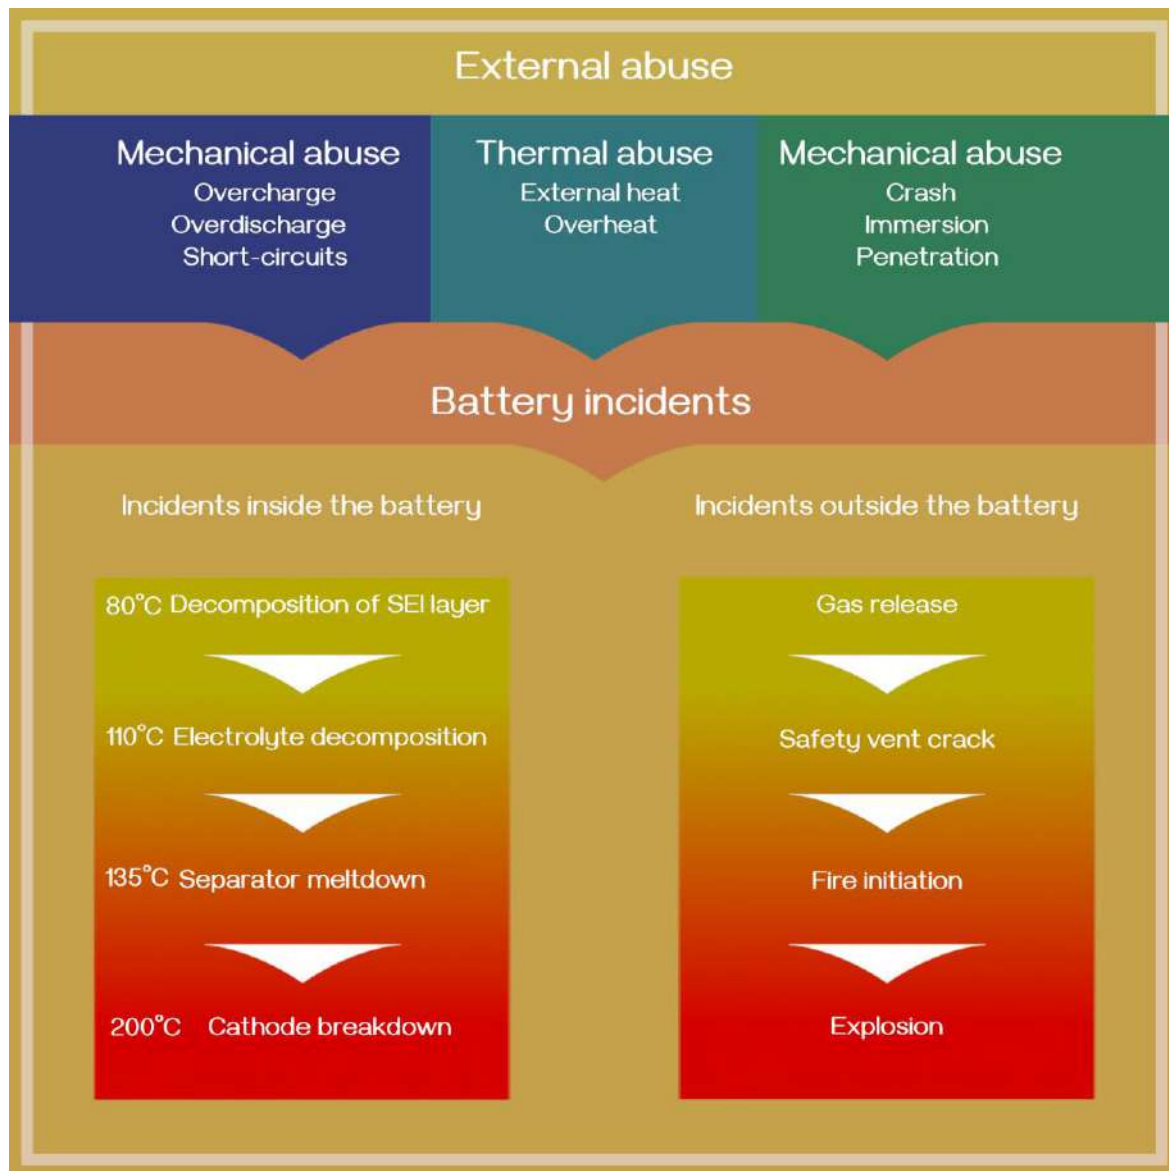 External abuse
Mechanical abuse
Overcharge
Overdischarge
Short-circuits
Thermal abuse
External heat
Overheat
Mechanical abuse
Crash
Immersion
Penetration
Battery incidents
Incidents inside the battery
80°C Decomposition of SEI layer
110°C Electrolyte decomposition
135°C Separator meltdown
200°C Cathode breakdown
Incidents outside the battery
Gas release
Safety vent crack
Fire initiation
Explosion